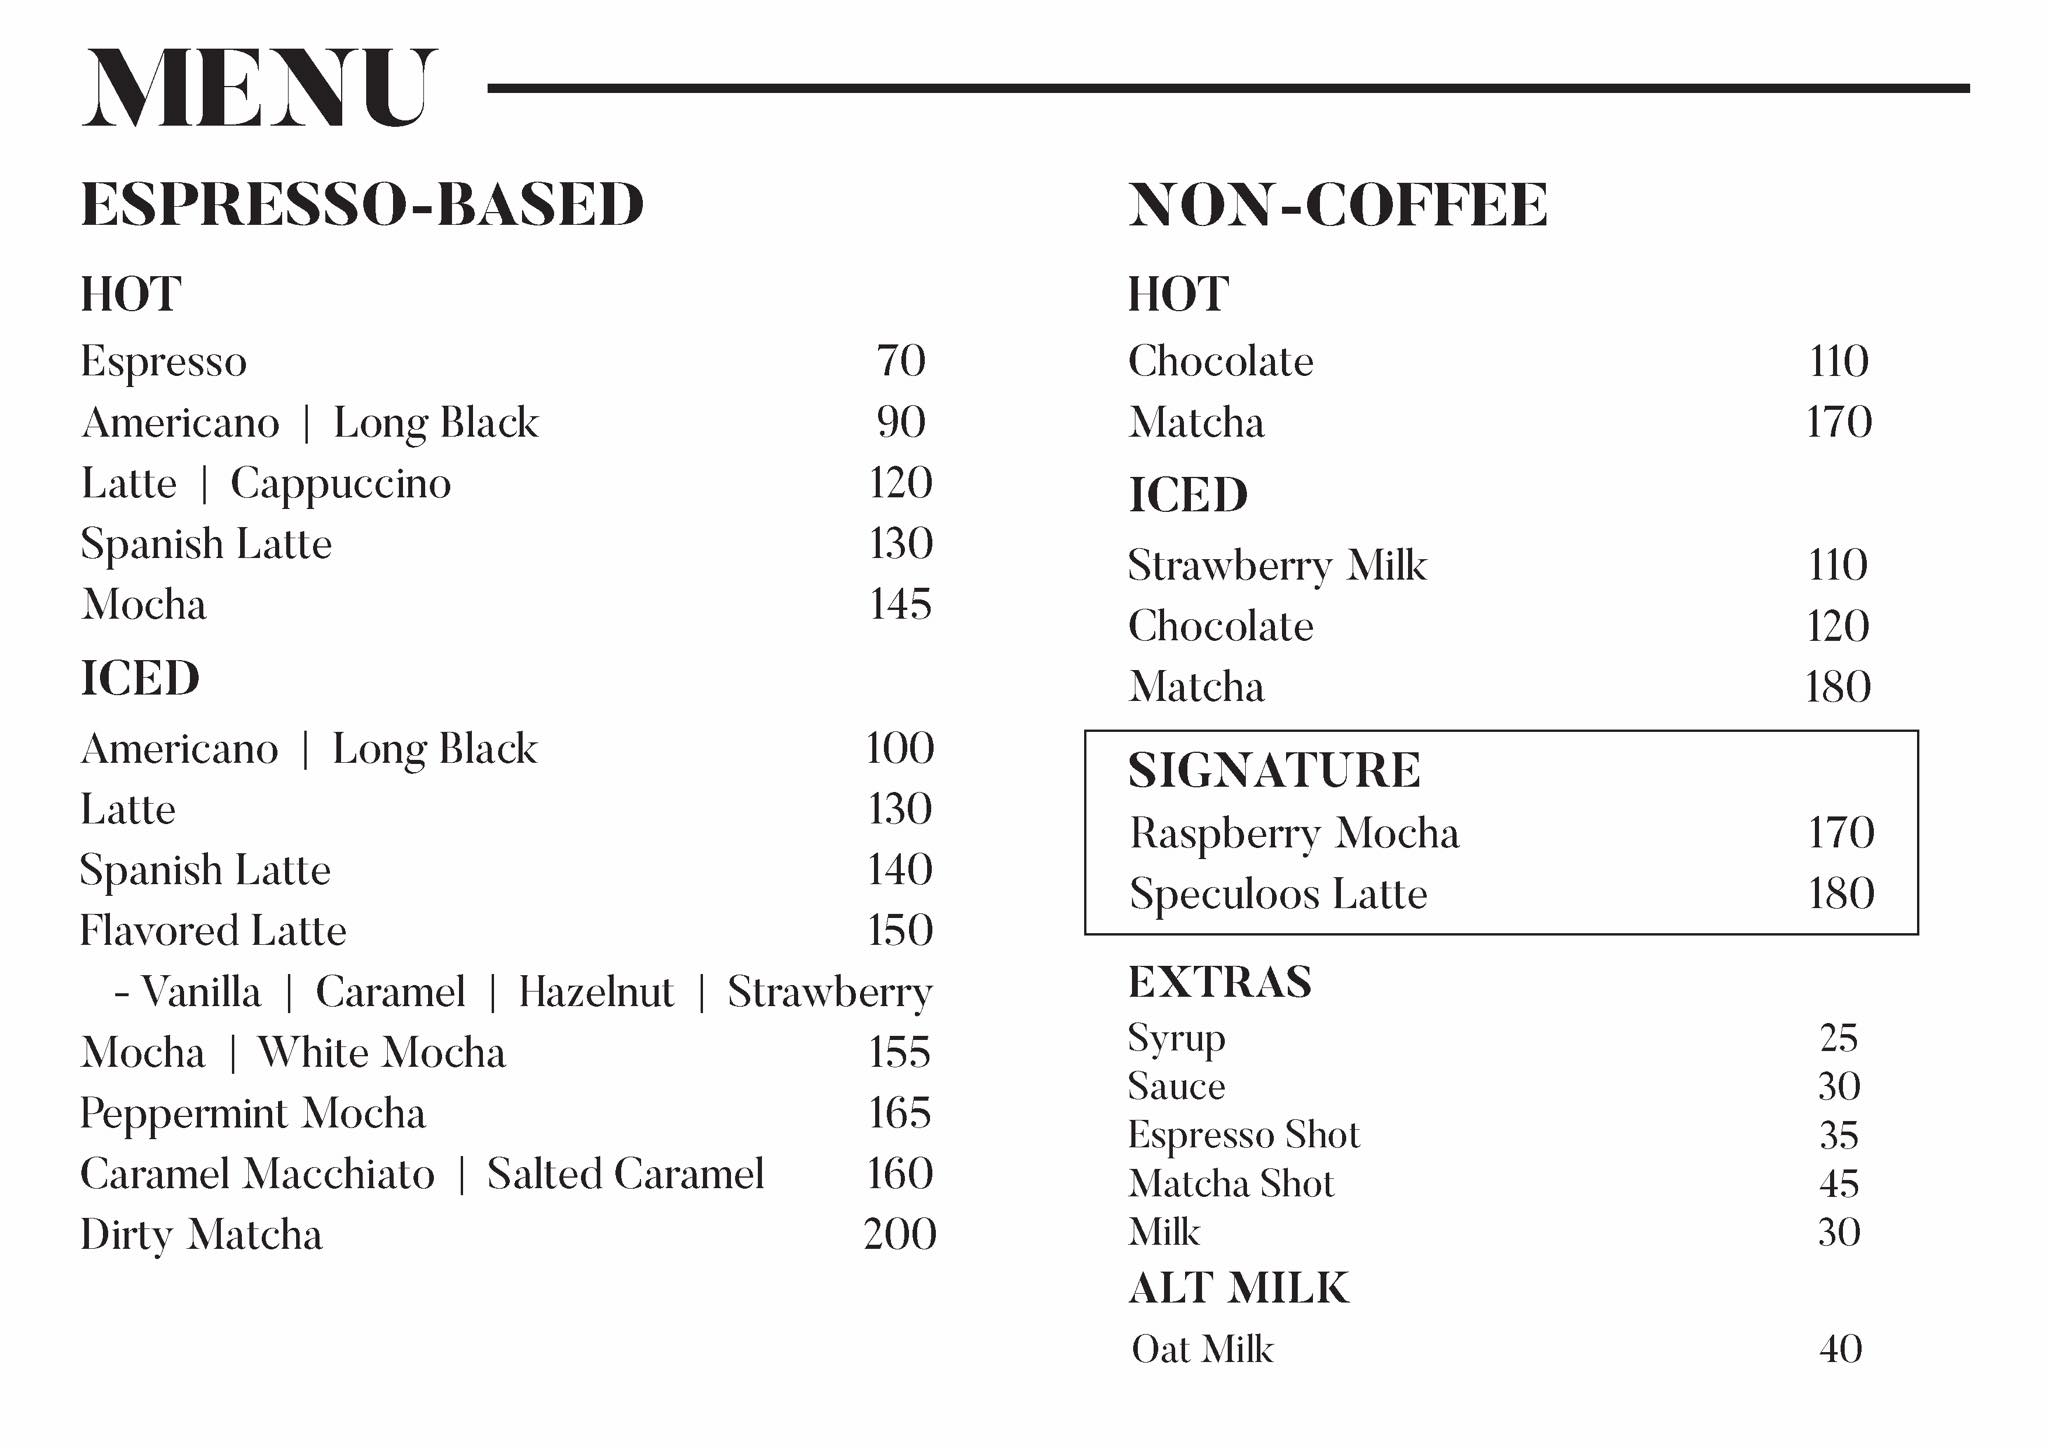 MENU
ESPRESSO-BASED
HOT
Espresso 70
Americano | Long Black 90
Latte | Cappuccino 120
Spanish Latte 130
Mocha 145
ICED
Americano | Long Black 100
Latte 130
Spanish Latte 140
Flavored Latte 150
- Vanilla | Caramel | Hazelnut | Strawberry
Mocha | White Mocha 155
Peppermint Mocha 165
Caramel Macchiato | Salted Caramel 160
Dirty Matcha 200
NON-COFFEE
HOT
Chocolate 110
Matcha 170
ICED
Strawberry Milk 110
Chocolate 120
Matcha 180
SIGNATURE
Raspberry Mocha 170
Speculoos Latte 180
EXTRAS
Syrup 25
Sauce 30
Espresso Shot 35
Matcha Shot 45
Milk 30
ALT MILK
Oat Milk 40